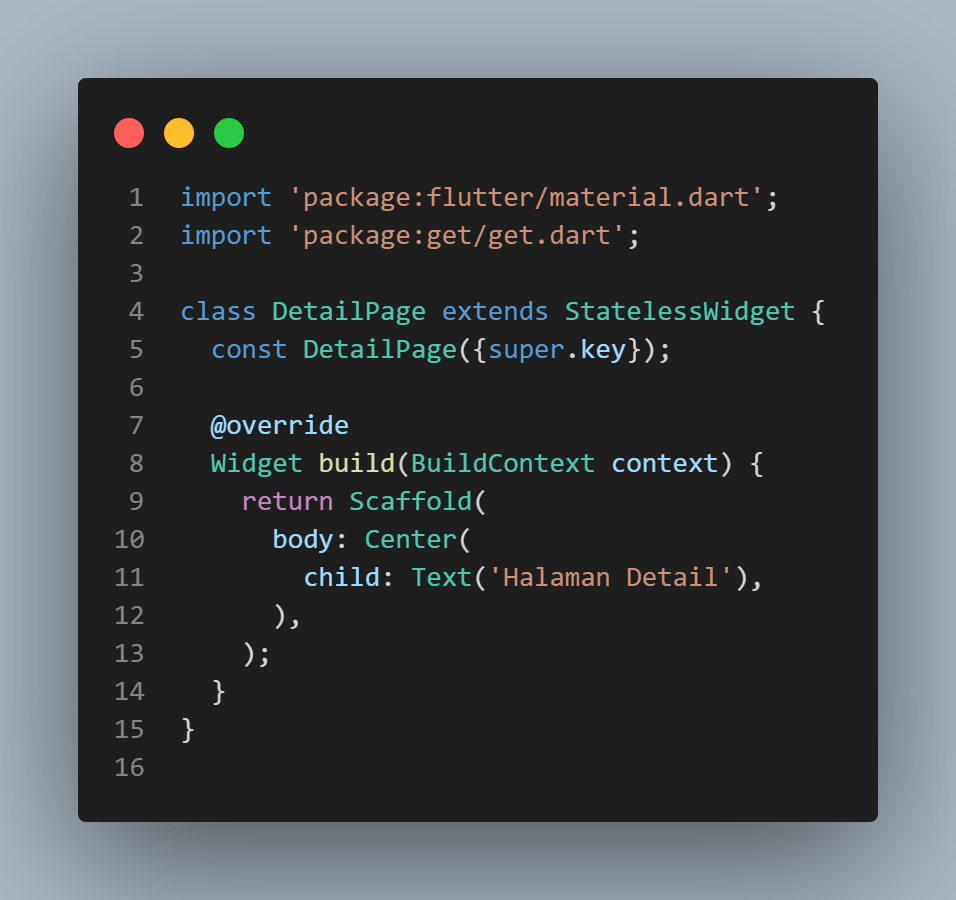 1 import 'package:flutter/material.dart';
2 import 'package:get/get.dart';
3
4 class DetailPage extends StatelessWidget {
5   const DetailPage({super.key});
6
7   @override
8   Widget build(BuildContext context) {
9     return Scaffold(
10       body: Center(
11         child: Text('Halaman Detail'),
12       ),
13     );
14   }
15 }
16